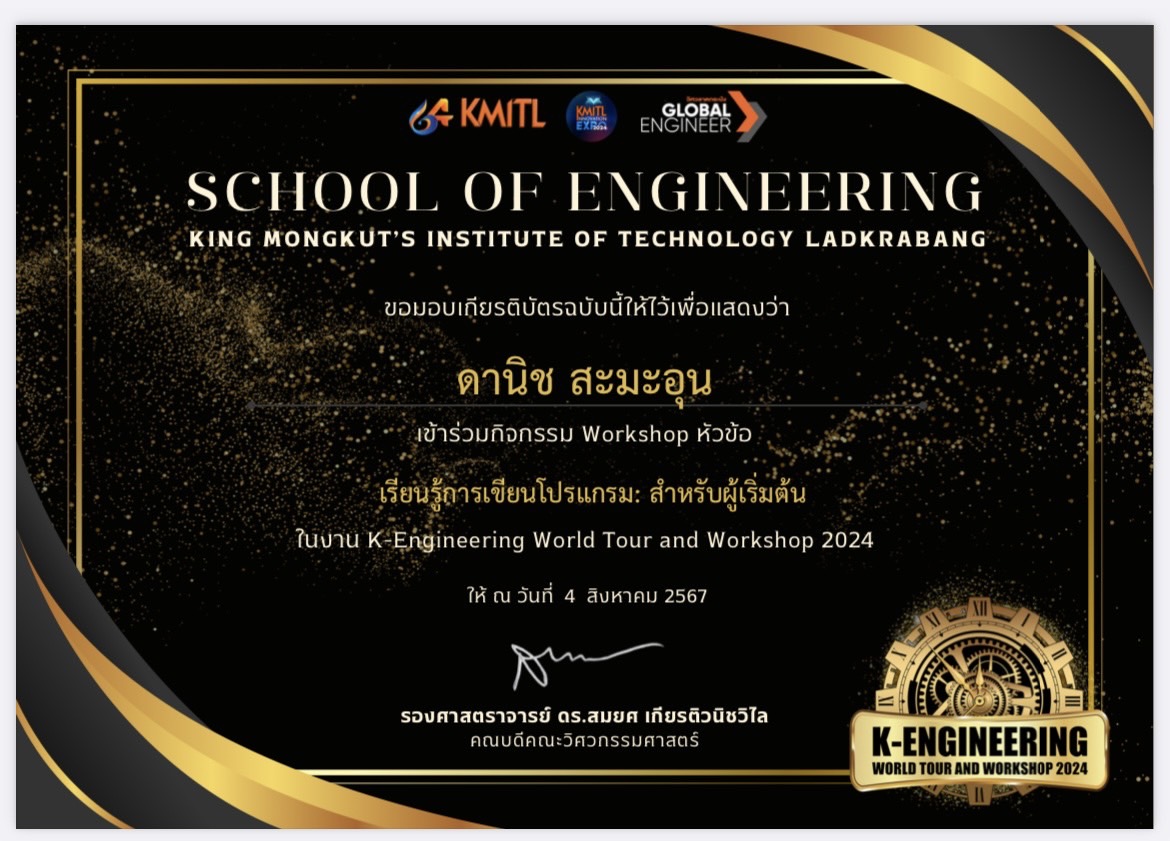 64 KMITL
KMITL
INNOVATION
EXPO
2024
GLOBAL
ENGINEER
SCHOOL OF ENGINEERING
KING MONGKUT'S INSTITUTE OF TECHNOLOGY LADKRABANG
ขอมอบเกียรติบัตรฉบับนี้ให้ไว้เพื่อแสดงว่า
ดานิช สะมะอุน
เข้าร่วมกิจกรรม Workshop หัวข้อ
เรียนรู้การเขียนโปรแกรม: สำหรับผู้เริ่มต้น
ในงาน K-Engineering World Tour and Workshop 2024
ให้ ณ วันที่ 4 สิงหาคม 2567
รองศาสตราจารย์ ดร.สมยศ เกียรติวนิชวิไล
คณบดีคณะวิศวกรรมศาสตร์
K-ENGINEERING
WORLD TOUR AND WORKSHOP 2024